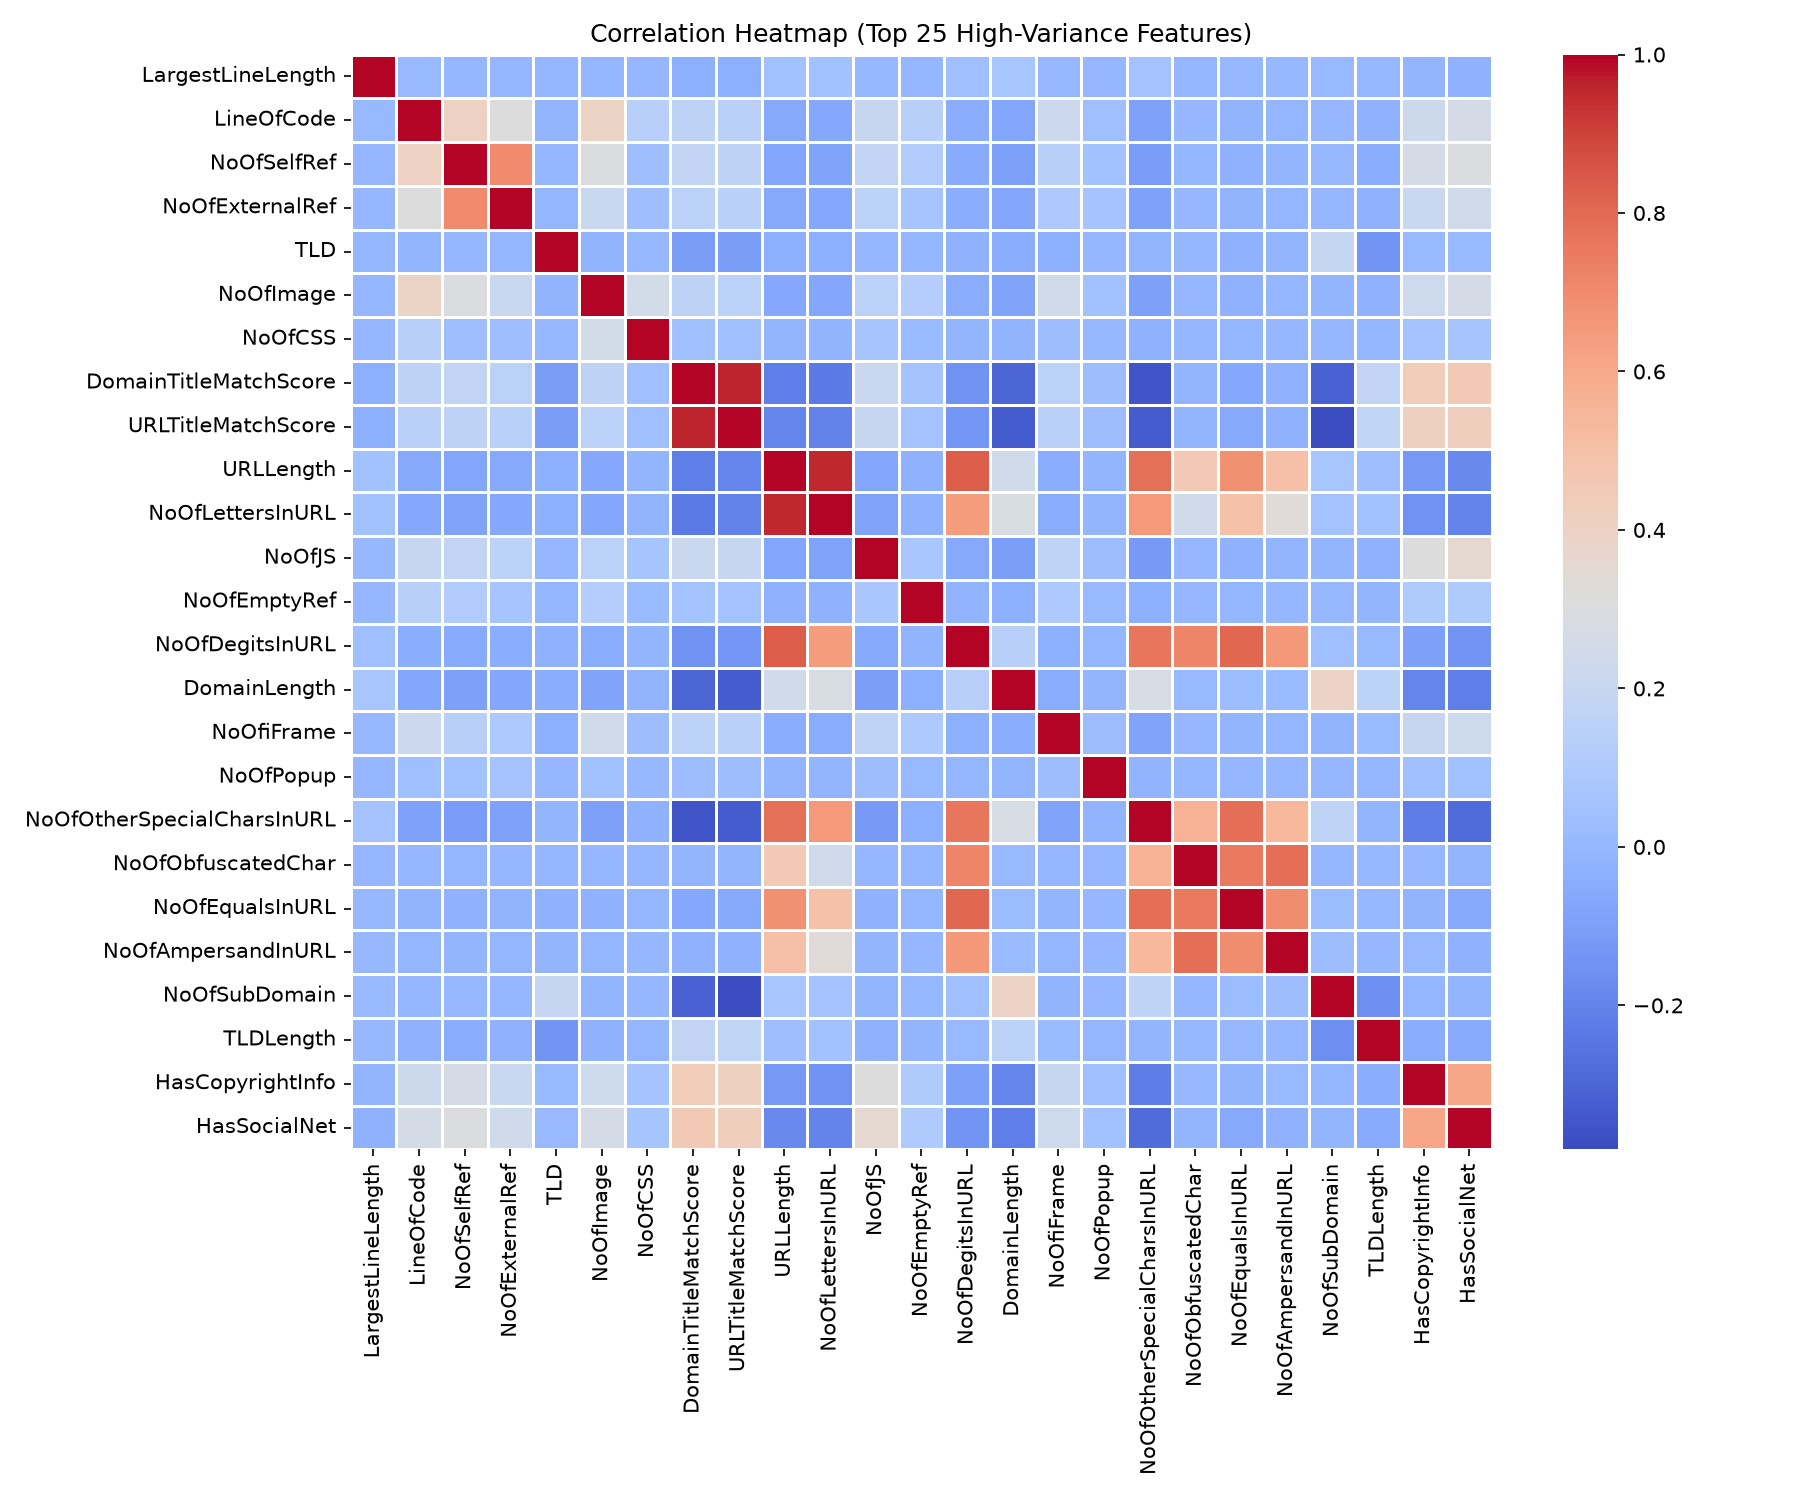 Correlation Heatmap (Top 25 High-Variance Features)
LargestLineLength
LineOfCode
NoOfSelfRef
NoOfExternalRef
TLD
NoOfImage
NoOfCSS
DomainTitleMatchScore
URLTitleMatchScore
URLLength
NoOfLettersInURL
NoOfJS
NoOfEmptyRef
NoOfDegitsInURL
DomainLength
NoOfiFrame
NoOfPopup
NoOfOtherSpecialCharsInURL
NoOfObfuscatedChar
NoOfEqualsInURL
NoOfAmpersandInURL
NoOfSubDomain
TLDLength
HasCopyrightInfo
HasSocialNet
LargestLineLength
LineOfCode
NoOfSelfRef
NoOfExternalRef
TLD
NoOfImage
NoOfCSS
DomainTitleMatchScore
URLTitleMatchScore
URLLength
NoOfLettersInURL
NoOfJS
NoOfEmptyRef
NoOfDegitsInURL
DomainLength
NoOfiFrame
NoOfPopup
NoOfOtherSpecialCharsInURL
NoOfObfuscatedChar
NoOfEqualsInURL
NoOfAmpersandInURL
NoOfSubDomain
TLDLength
HasCopyrightInfo
HasSocialNet
1.0
0.8
0.6
0.4
0.2
0.0
−0.2